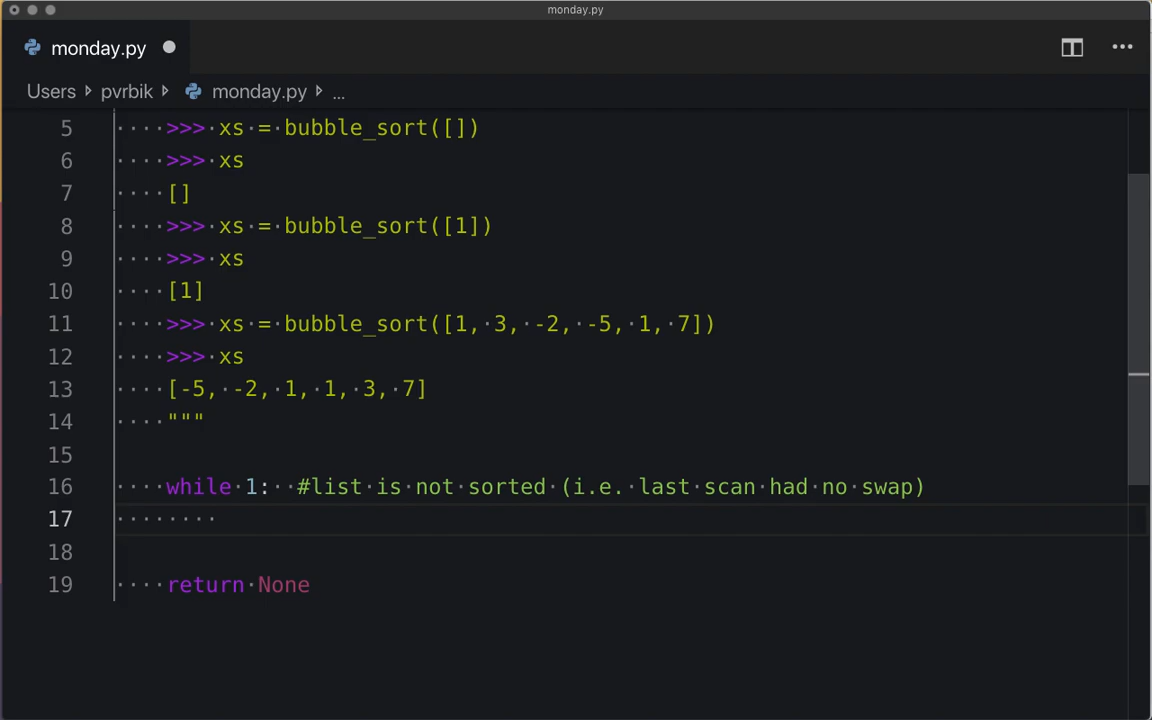 monday.py
monday.py
Users pvrbik monday.py ...
5 >>> xs = bubble_sort([])
6 >>> xs
7 []
8 >>> xs = bubble_sort([1])
9 >>> xs
10 [1]
11 >>> xs = bubble_sort([1, 3, -2, -5, 1, 7])
12 >>> xs
13 [-5, -2, 1, 1, 3, 7]
14 """
15
16 while 1:  #list is not sorted (i.e. last scan had no swap)
17
18
19 return None